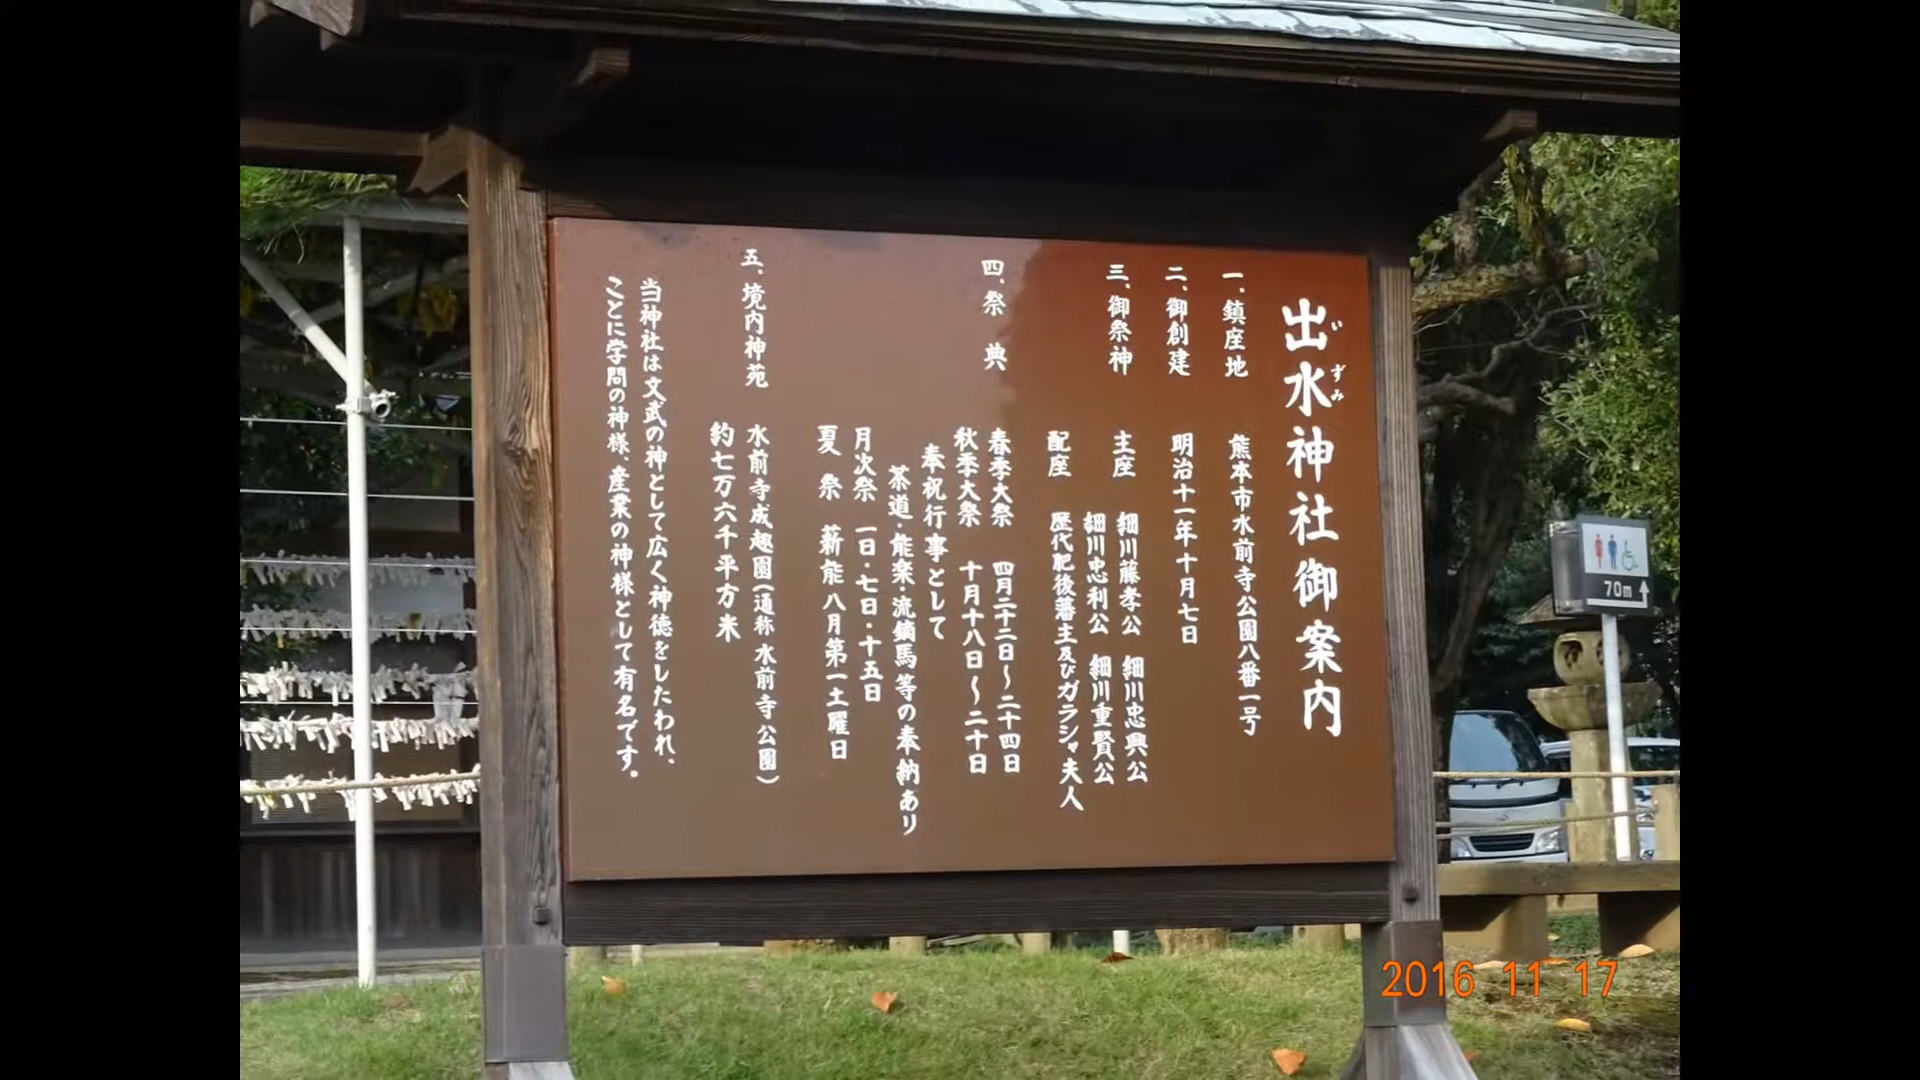 出水神社御案内
いずみ
一、鎮座地 熊本市水前寺公園八番一号
二、御創建 明治十一年十月七日
三、御祭神 主座 細川藤孝公 細川忠興公
細川忠利公 細川重賢公
配座 歴代肥後藩主及びガラシャ夫人
四、祭典 春季大祭 四月二十二日〜二十四日
秋季大祭 十月十八日〜二十日
奉祝行事として
茶道・能楽・流鏑馬等の奉納あり
月次祭 一日・七日・十五日
夏祭 薪能 八月第一土曜日
五、境内神苑 水前寺成趣園(通称 水前寺公園)
約七万六千平方米
当神社は文武の神として広く神徳をしたわれ、
ことに学問の神様、産業の神様として有名です。
70m
2016 11 17